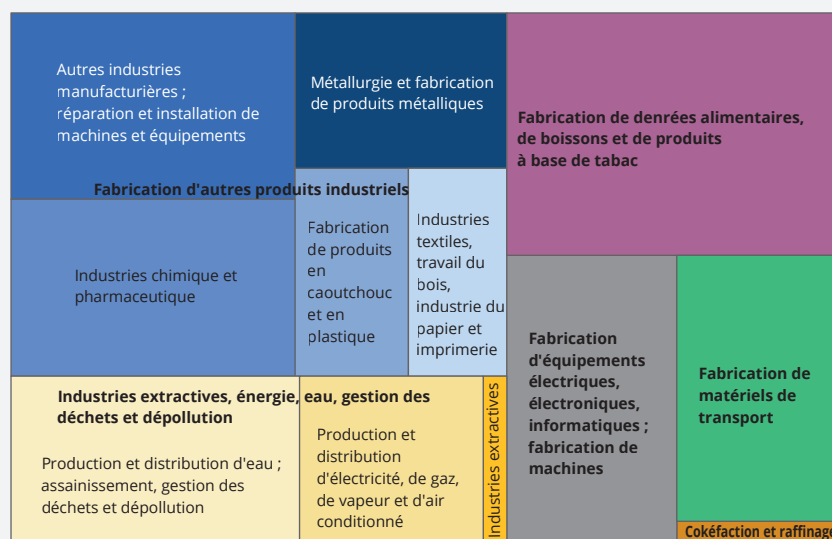 Autres industries
manufacturières ;
réparation et installation de
machines et équipements
Métallurgie et fabrication
de produits métalliques
Fabrication de denrées alimentaires,
de boissons et de produits
à base de tabac
Fabrication d'autres produits industriels
Industries chimique et
pharmaceutique
Fabrication
de produits
en
caoutchouc
et en
plastique
Industries
textiles,
travail du
bois,
industrie du
papier et
imprimerie
Fabrication
d'équipements
électriques,
électroniques,
informatiques ;
fabrication de
machines
Fabrication de
matériels de
transport
Industries extractives, énergie, eau, gestion des
déchets et dépollution
Production et distribution d'eau ;
assainissement, gestion des
déchets et dépollution
Production et
distribution
d'électricité, de gaz,
de vapeur et d'air
conditionné
Industries extractives
Cokéfaction et raffinage